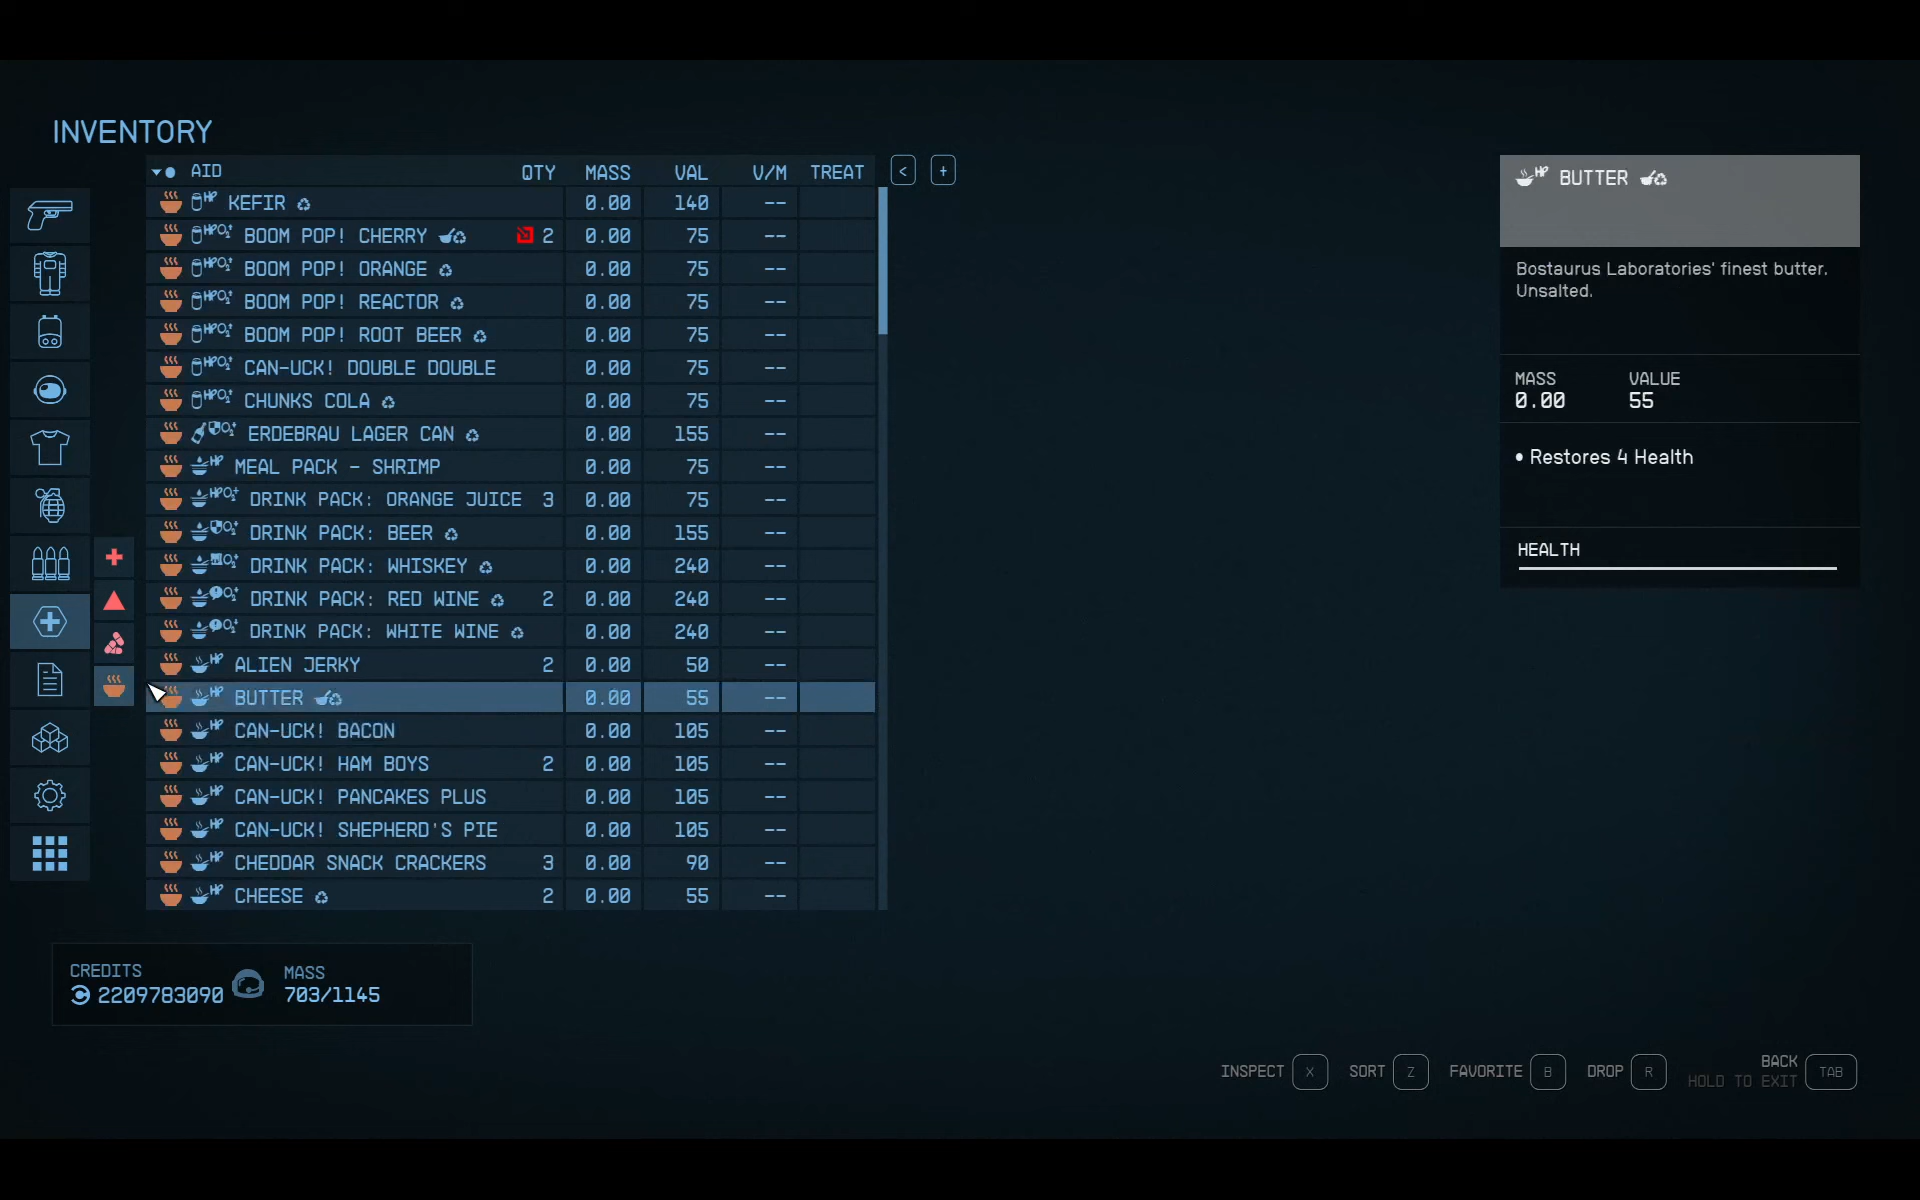 INVENTORY
AID QTY MASS VAL V/M TREAT < +
KEFIR 0.00 140 --
BOOM POP! CHERRY 2 0.00 75 --
BOOM POP! ORANGE 0.00 75 --
BOOM POP! REACTOR 0.00 75 --
BOOM POP! ROOT BEER 0.00 75 --
CAN-UCK! DOUBLE DOUBLE 0.00 75 --
CHUNKS COLA 0.00 75 --
ERDEBRAU LAGER CAN 0.00 155 --
MEAL PACK - SHRIMP 0.00 75 --
DRINK PACK: ORANGE JUICE 3 0.00 75 --
DRINK PACK: BEER 0.00 155 --
DRINK PACK: WHISKEY 0.00 240 --
DRINK PACK: RED WINE 2 0.00 240 --
DRINK PACK: WHITE WINE 0.00 240 --
ALIEN JERKY 2 0.00 50 --
BUTTER 0.00 55 --
CAN-UCK! BACON 0.00 105 --
CAN-UCK! HAM BOYS 2 0.00 105 --
CAN-UCK! PANCAKES PLUS 0.00 105 --
CAN-UCK! SHEPHERD'S PIE 0.00 105 --
CHEDDAR SNACK CRACKERS 3 0.00 90 --
CHEESE 2 0.00 55 --
HP BUTTER
Bostaurus Laboratories' finest butter.
Unsalted.
MASS VALUE
0.00 55
• Restores 4 Health
HEALTH
CREDITS MASS
2209783090 703/1145
INSPECT X SORT Z FAVORITE B DROP R BACK TAB
HOLD TO EXIT